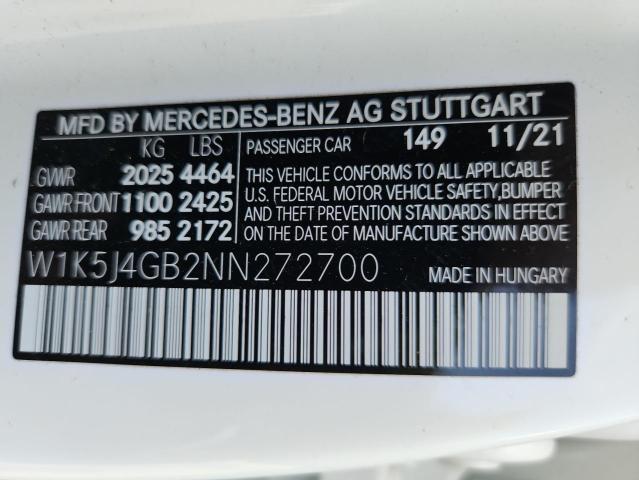 MFD BY MERCEDES-BENZ AG STUTTGART
KG LBS PASSENGER CAR 149 11/21
GVWR 2025 4464
GAWR FRONT 1100 2425
GAWR REAR 985 2172
THIS VEHICLE CONFORMS TO ALL APPLICABLE
U.S. FEDERAL MOTOR VEHICLE SAFETY, BUMPER
AND THEFT PREVENTION STANDARDS IN EFFECT
ON THE DATE OF MANUFACTURE SHOWN ABOVE
W1K5J4GB2NN272700 MADE IN HUNGARY